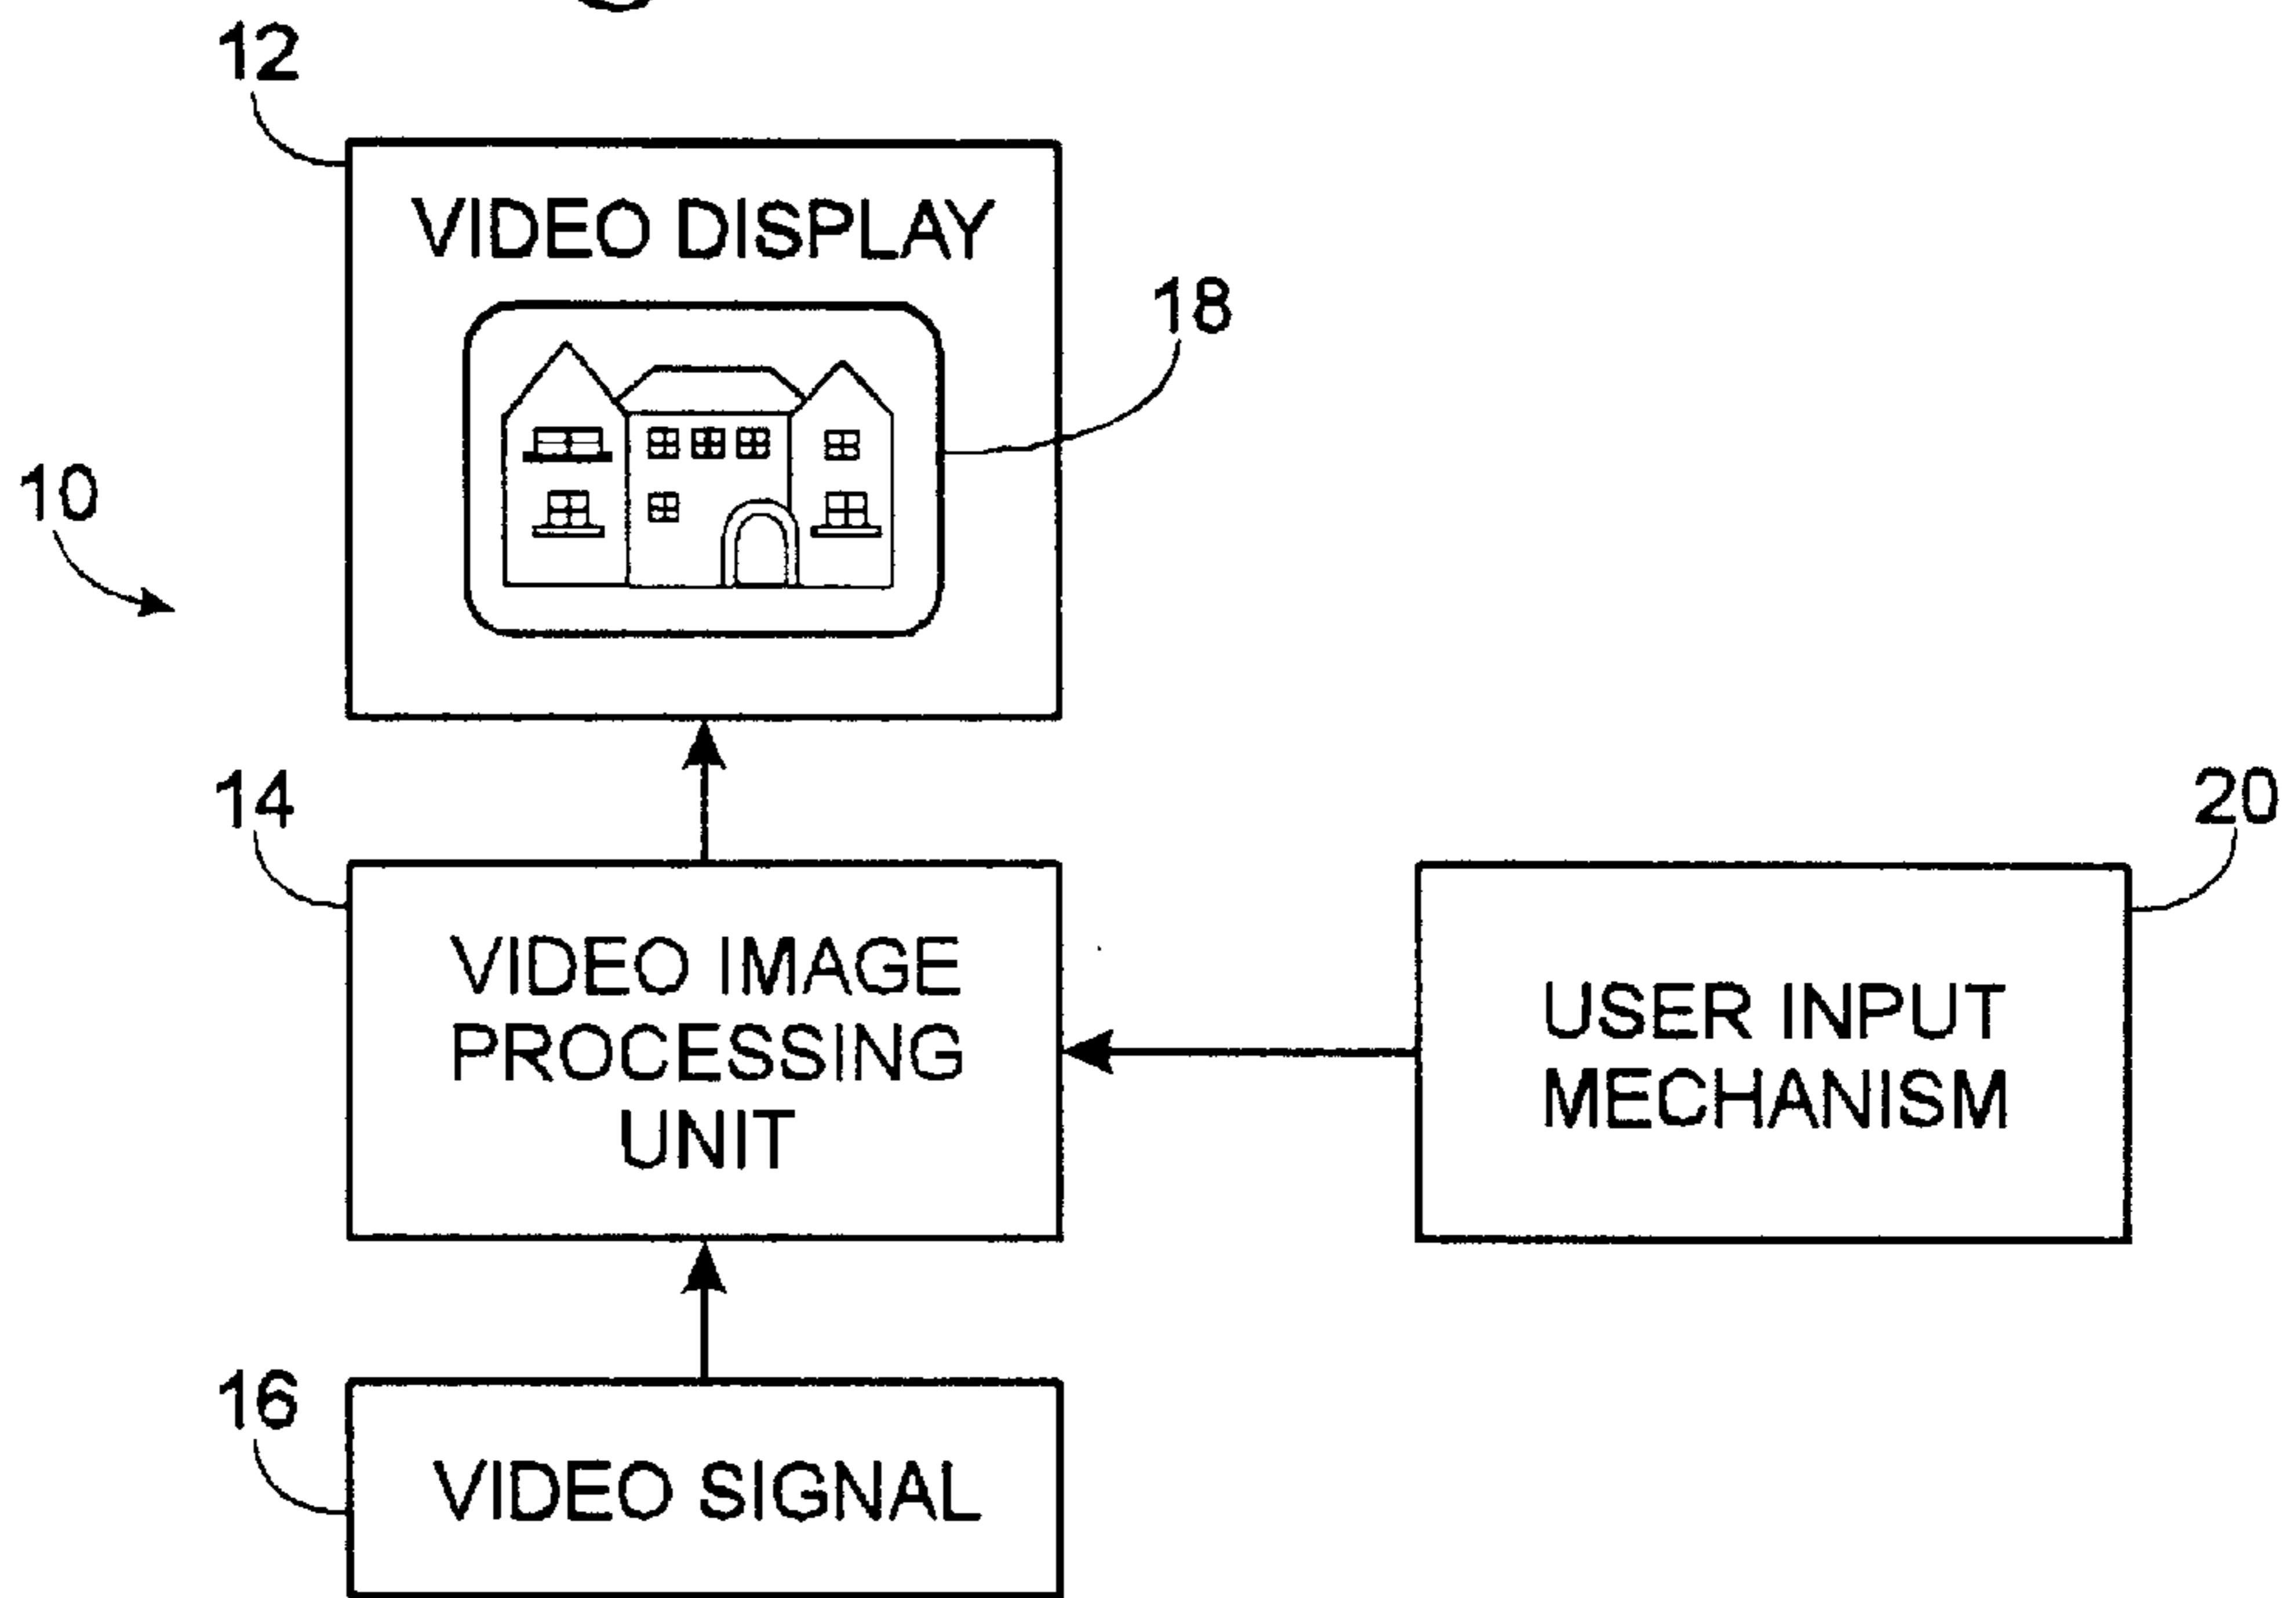 12
VIDEO DISPLAY
18
10
14
20
VIDEO IMAGE
PROCESSING
UNIT
USER INPUT
MECHANISM
16
VIDEO SIGNAL